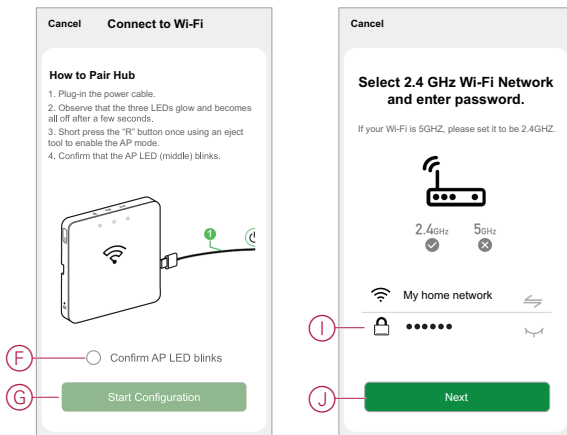 Cancel Connect to Wi-Fi
How to Pair Hub
1. Plug-in the power cable.
2. Observe that the three LEDs glow and becomes
all off after a few seconds.
3. Short press the “R” button once using an eject
tool to enable the AP mode.
4. Confirm that the AP LED (middle) blinks.
1
F
Confirm AP LED blinks
G
Start Configuration
Cancel
Select 2.4 GHz Wi-Fi Network
and enter password.
If your Wi-Fi is 5GHZ, please set it to be 2.4GHZ.
2.4GHz 5GHz
My home network
I
●●●●●●
J
Next